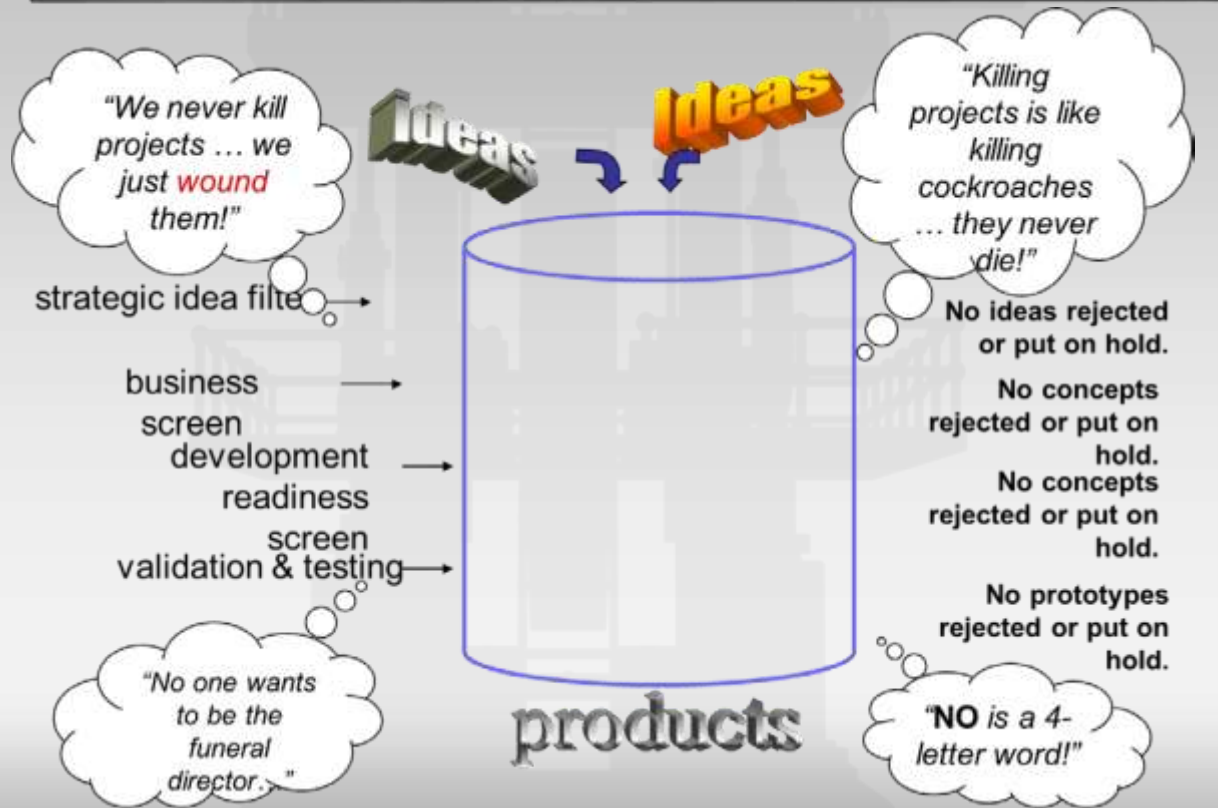 Ideas
Ideas
“We never kill
projects … we
just wound
them!”
“Killing
projects is like
killing
cockroaches
… they never
die!”
strategic idea filte
No ideas rejected
or put on hold.
business
screen
No concepts
rejected or put on
hold.
development
readiness
screen
No concepts
rejected or put on
hold.
validation & testing
No prototypes
rejected or put on
hold.
“No one wants
to be the
funeral
director…”
products
“NO is a 4-
letter word!”